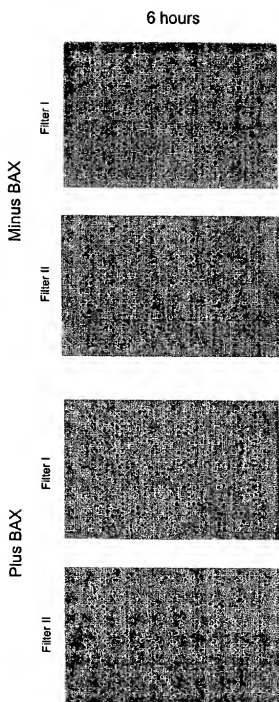 6 hours
Minus BAX
Filter I
Filter II
Plus BAX
Filter I
Filter II